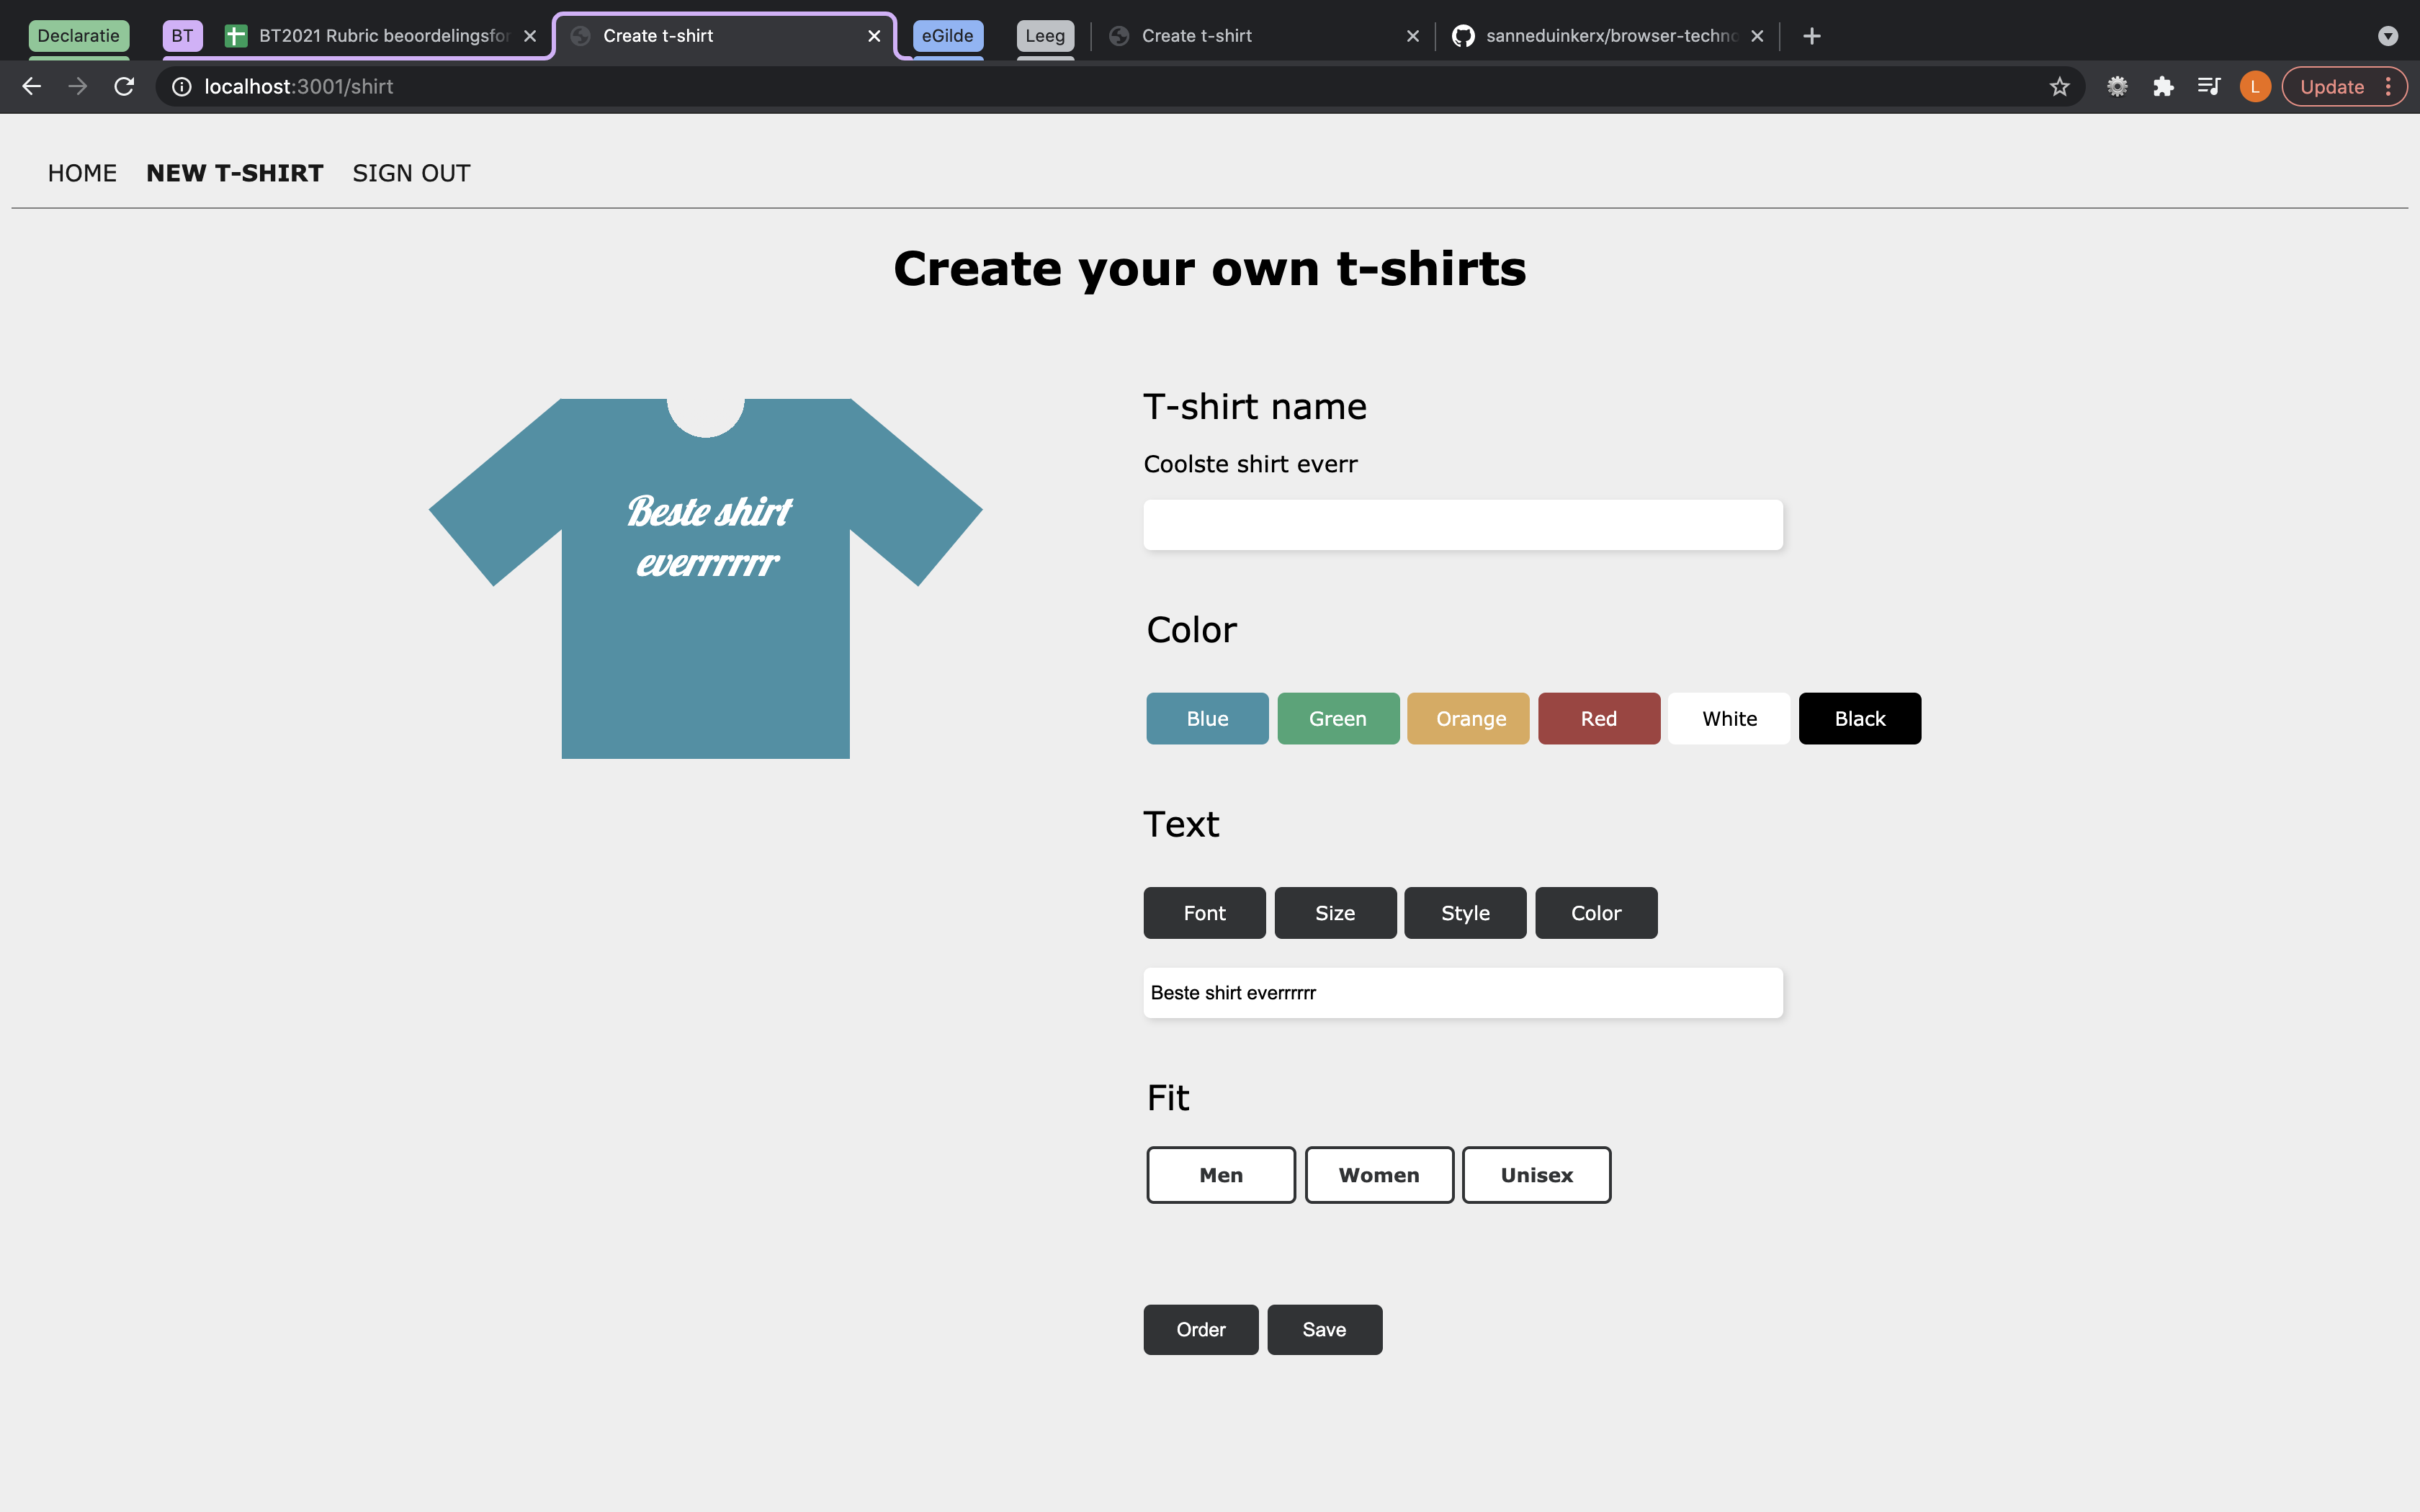 Declaratie BT BT2021 Rubric beoordelingsfor Create t-shirt eGilde Leeg Create t-shirt sanneduinkerx/browser-techno
localhost:3001/shirt L Update
HOME NEW T-SHIRT SIGN OUT
Create your own t-shirts
Beste shirt
everrrrrr
T-shirt name
Coolste shirt everr
Color
Blue Green Orange Red White Black
Text
Font Size Style Color
Beste shirt everrrrrr
Fit
Men Women Unisex
Order Save